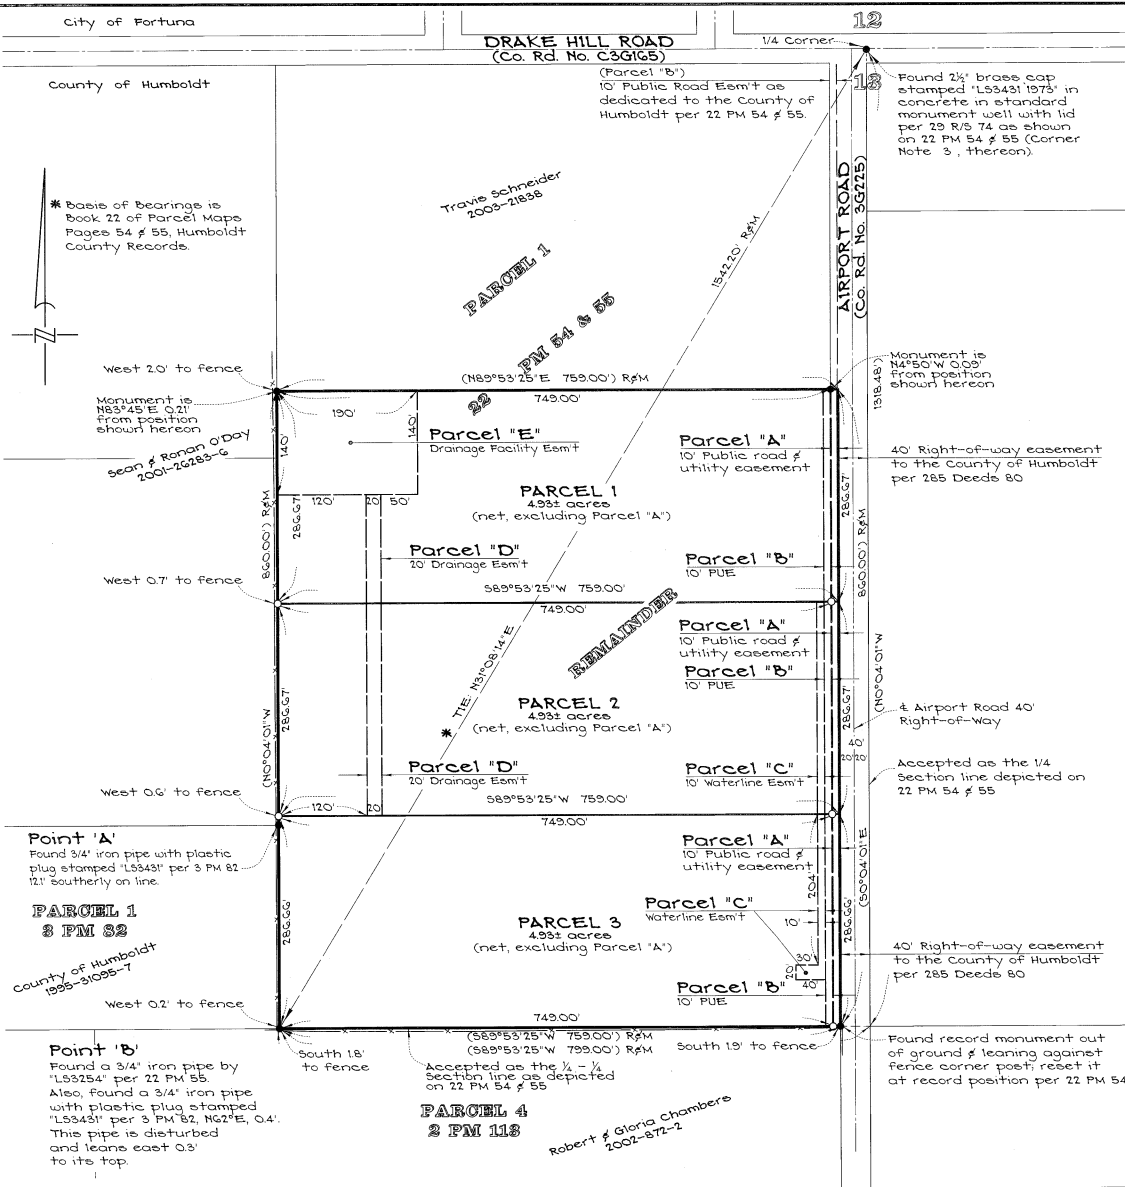 City of Fortuna
12
DRAKE HILL ROAD
(Co. Rd. No. C3G165)
1/4 Corner
13
County of Humboldt
(Parcel "B")
10' Public Road Esm't as
dedicated to the County of
Humboldt per 22 PM 54 & 55.
Found 2½" brass cap
stamped "LS3431 1973" in
concrete in standard
monument well with lid
per 29 R/S 74 as shown
on 22 PM 54 & 55 (Corner
Note 3 , thereon).
* Basis of Bearings is
Book 22 of Parcel Maps
Pages 54 & 55, Humboldt
County Records.
N
Travis Schneider
2003-21838
1542.20' R&M
AIRPORT ROAD
(Co. Rd. No. 3G225)
PARCEL 1
22 PM 54 & 55
West 2.0' to fence
(N89°53'25"E 759.00') R&M
749.00'
1318.48')
Monument is
N4°50'W 0.09'
from position
shown hereon
Monument is
N83°45'E 0.21'
from position
shown hereon
190'
140'
140'
Parcel "E"
Drainage Facility Esm't
Parcel "A"
10' Public road &
utility easement
40' Right-of-way easement
to the County of Humboldt
per 285 Deeds 80
Sean & Ronan O'Day
2001-26283-6
PARCEL 1
4.93± acres
(net, excluding Parcel "A")
286.67'
120'
20'
50'
286.67'
860.00') R&M
860.00') R&M
Parcel "D"
20' Drainage Esm't
Parcel "B"
10' PUE
West 0.7' to fence
S89°53'25"W 759.00'
749.00'
REMAINDER
Parcel "A"
10' Public road &
utility easement
Parcel "B"
10' PUE
(N0°04'01"W
TIE: N31°08'14"E
*
PARCEL 2
4.93± acres
(net, excluding Parcel "A")
286.67'
286.67'
(N0°04'01"W
℄ Airport Road 40'
Right-of-Way
40'
20'
20'
Parcel "D"
20' Drainage Esm't
Parcel "C"
10' Waterline Esm't
Accepted as the 1/4
Section line depicted on
22 PM 54 & 55
West 0.6' to fence
120'
20'
S89°53'25"W 759.00'
749.00'
Point 'A'
Found 3/4" iron pipe with plastic
plug stamped "LS3431" per 3 PM 82
12.1' southerly on line.
Parcel "A"
10' Public road &
utility easement
204'
(S0°04'01"E
PARCEL 1
3 PM 82
286.66'
PARCEL 3
4.93± acres
(net, excluding Parcel "A")
Parcel "C"
Waterline Esm't
10'
286.66'
County of Humboldt
1995-31095-7
30'
20'
40'
40' Right-of-way easement
to the County of Humboldt
per 285 Deeds 80
Parcel "B"
10' PUE
West 0.2' to fence
749.00'
(S89°53'25"W 759.00') R&M
(S89°53'25"W 799.00') R&M
South 1.9' to fence
South 1.8'
to fence
Accepted as the ¼ - ¼
Section line as depicted
on 22 PM 54 & 55
Found record monument out
of ground & leaning against
fence corner post; reset it
at record position per 22 PM 54
Point 'B'
Found a 3/4" iron pipe by
"LS3254" per 22 PM 55.
Also, found a 3/4" iron pipe
with plastic plug stamped
"LS3431" per 3 PM 82, N62°E, 0.4'.
This pipe is disturbed
and leans east 0.3'
to its top.
PARCEL 4
2 PM 113
Robert & Gloria Chambers
2002-872-2